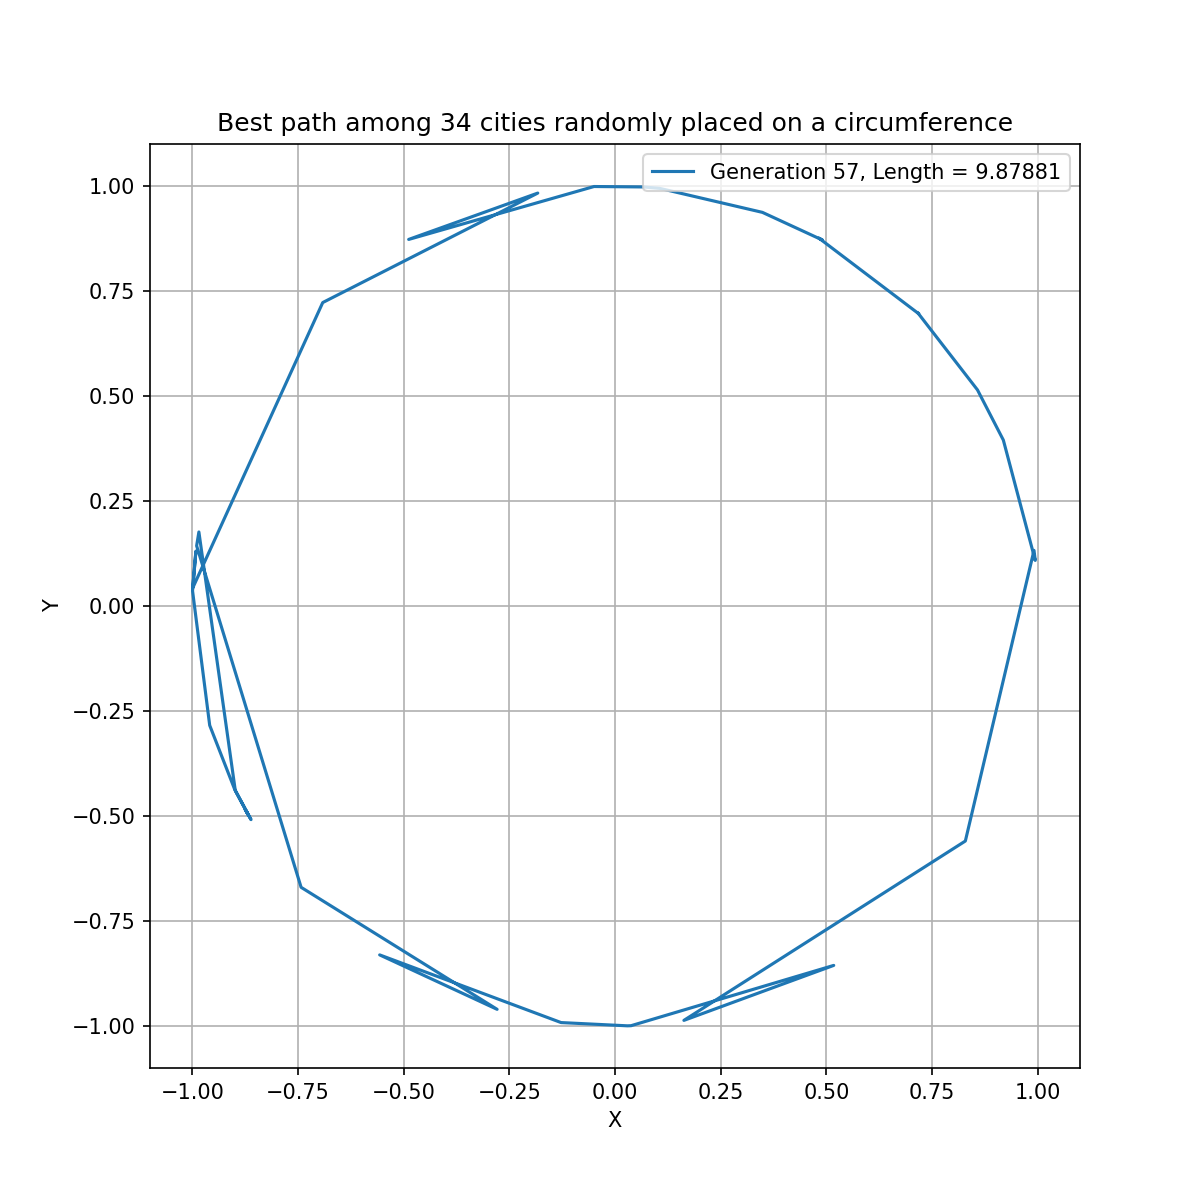 Best path among 34 cities randomly placed on a circumference
Generation 57, Length = 9.87881
1.00
0.75
0.50
0.25
0.00
−0.25
−0.50
−0.75
−1.00
Y
−1.00 −0.75 −0.50 −0.25 0.00 0.25 0.50 0.75 1.00
X